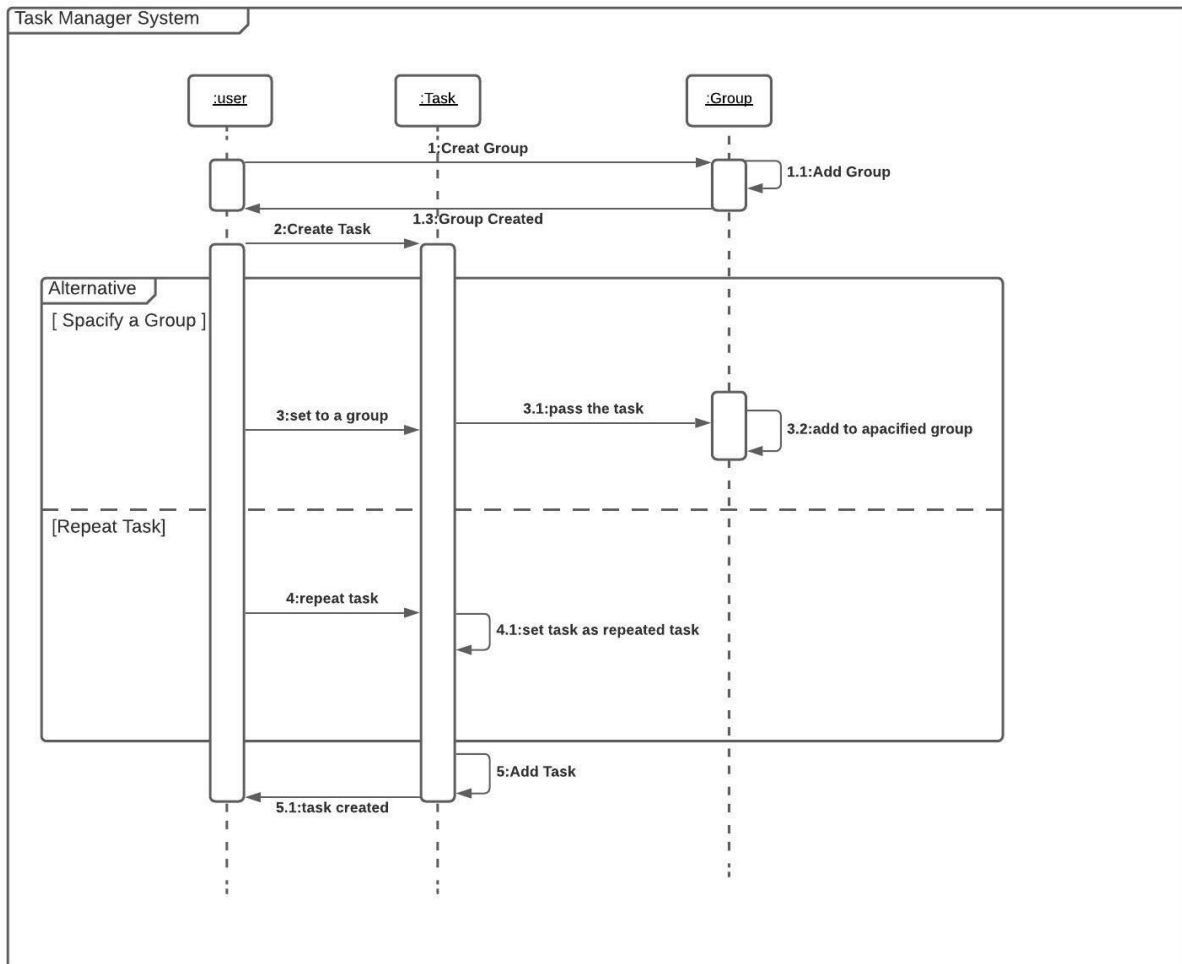 Task Manager System
:user
:Task
:Group
1:Creat Group
1.1:Add Group
1.3:Group Created
2:Create Task
Alternative
[ Spacify a Group ]
3:set to a group
3.1:pass the task
3.2:add to apacified group
[Repeat Task]
4:repeat task
4.1:set task as repeated task
5:Add Task
5.1:task created